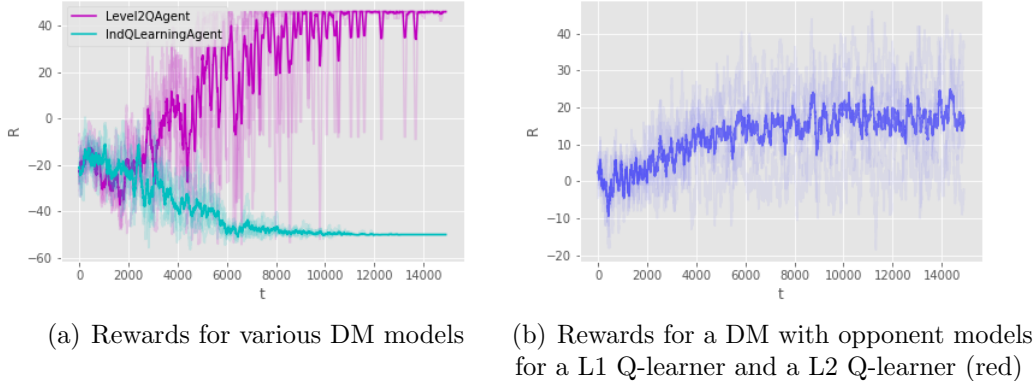 Level2QAgent
IndQLearningAgent
R
40
20
0
−20
−40
−60
0 2000 4000 6000 8000 10000 12000 14000
t
(a) Rewards for various DM models
R
40
30
20
10
0
−10
−20
0 2000 4000 6000 8000 10000 12000 14000
t
(b) Rewards for a DM with opponent models
for a L1 Q-learner and a L2 Q-learner (red)